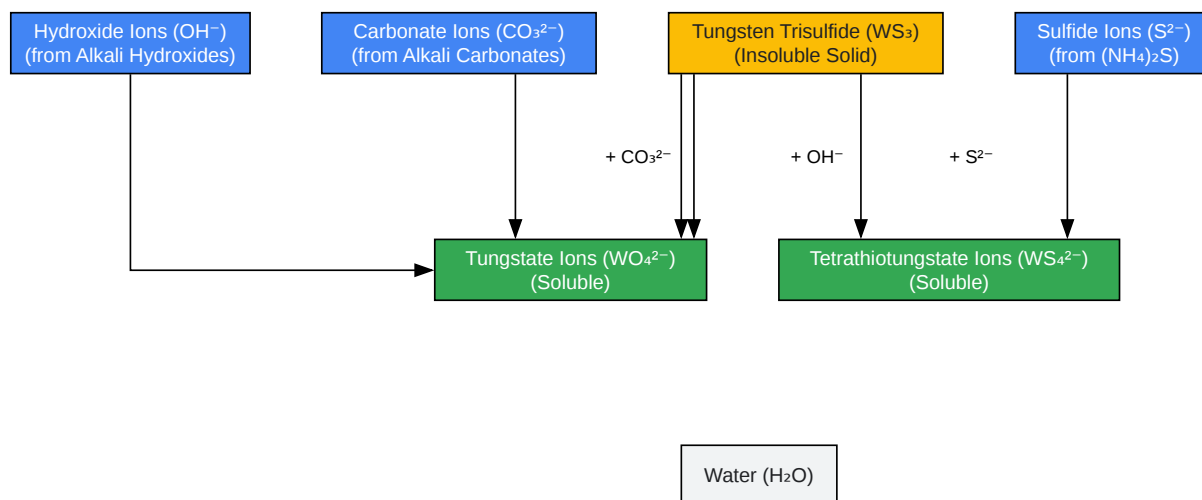 Hydroxide Ions (OH⁻)
(from Alkali Hydroxides)
Carbonate Ions (CO₃²⁻)
(from Alkali Carbonates)
Tungsten Trisulfide (WS₃)
(Insoluble Solid)
Sulfide Ions (S²⁻)
(from (NH₄)₂S)
+ CO₃²⁻
+ OH⁻
+ S²⁻
Tungstate Ions (WO₄²⁻)
(Soluble)
Tetrathiotungstate Ions (WS₄²⁻)
(Soluble)
Water (H₂O)